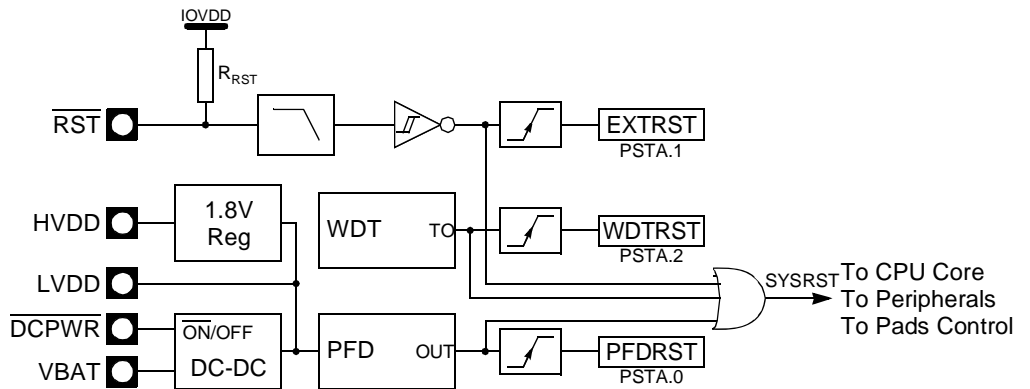 IOVDD
RRST
RST
EXTRST
PSTA.1
HVDD
1.8V
Reg
WDT
TO
WDTRST
PSTA.2
LVDD
SYSRST
To CPU Core
To Peripherals
To Pads Control
DCPWR
ON/OFF
DC-DC
VBAT
PFD
OUT
PFDRST
PSTA.0